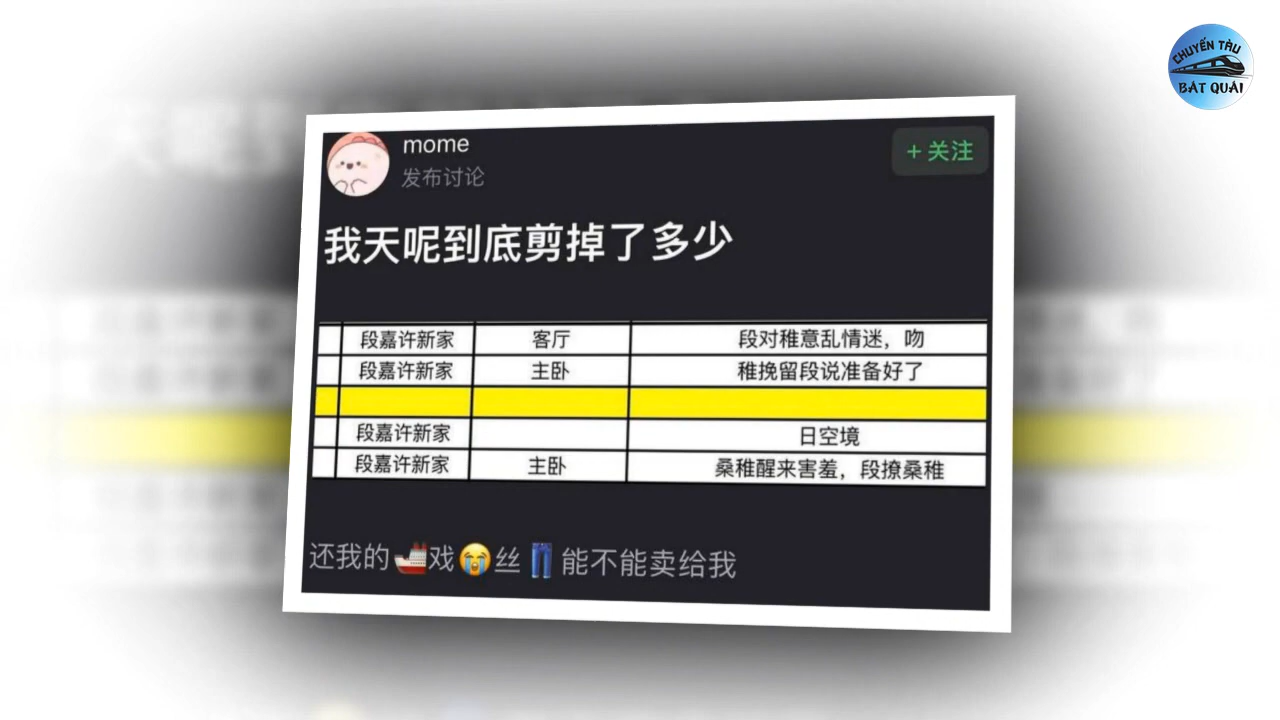 CHUYẾN TÀU
BÁT QUÁI
mome
发布讨论
+ 关注
我天呢到底剪掉了多少
段嘉许新家 客厅 段对稚意乱情迷，吻
段嘉许新家 主卧 稚挽留段说准备好了
段嘉许新家 日空境
段嘉许新家 主卧 桑稚醒来害羞，段撩桑稚
还我的🚢戏😭丝👖能不能卖给我